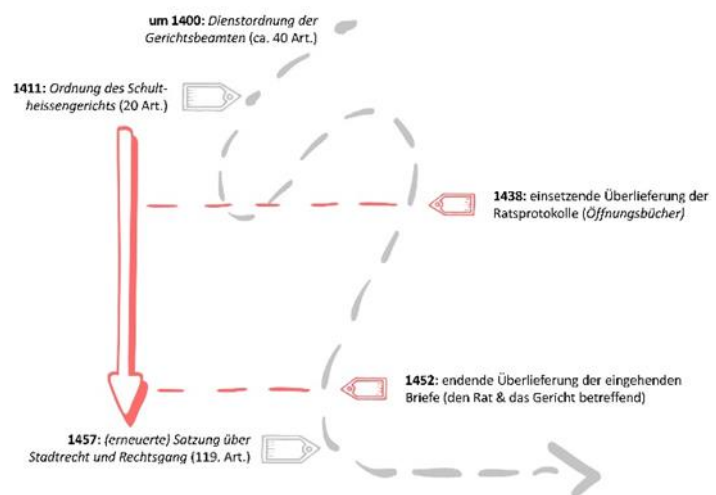 um 1400: Dienstordnung der
Gerichtsbeamten (ca. 40 Art.)
1411: Ordnung des Schult-
heissengerichts (20 Art.)
1438: einsetzende Überlieferung der
Ratsprotokolle (Öffnungsbücher)
1452: endende Überlieferung der eingehenden
Briefe (den Rat & das Gericht betreffend)
1457: (erneuerte) Satzung über
Stadtrecht und Rechtsgang (119. Art.)